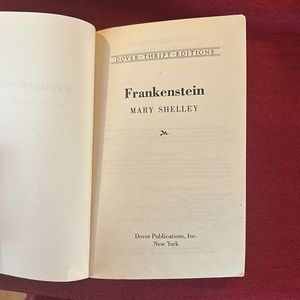 DOVER · THRIFT · EDITIONS
Frankenstein
MARY SHELLEY
Dover Publications, Inc.
New York